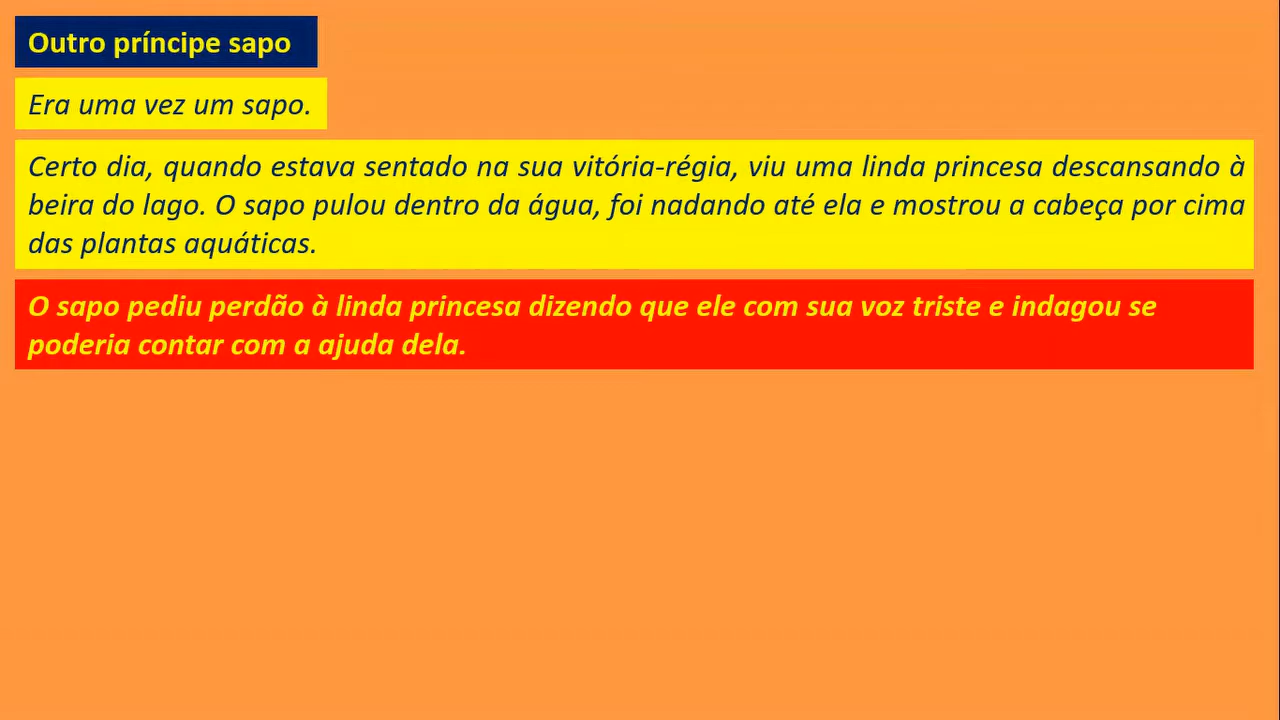 Outro príncipe sapo
Era uma vez um sapo.
Certo dia, quando estava sentado na sua vitória-régia, viu uma linda princesa descansando à
beira do lago. O sapo pulou dentro da água, foi nadando até ela e mostrou a cabeça por cima
das plantas aquáticas.
O sapo pediu perdão à linda princesa dizendo que ele com sua voz triste e indagou se
poderia contar com a ajuda dela.